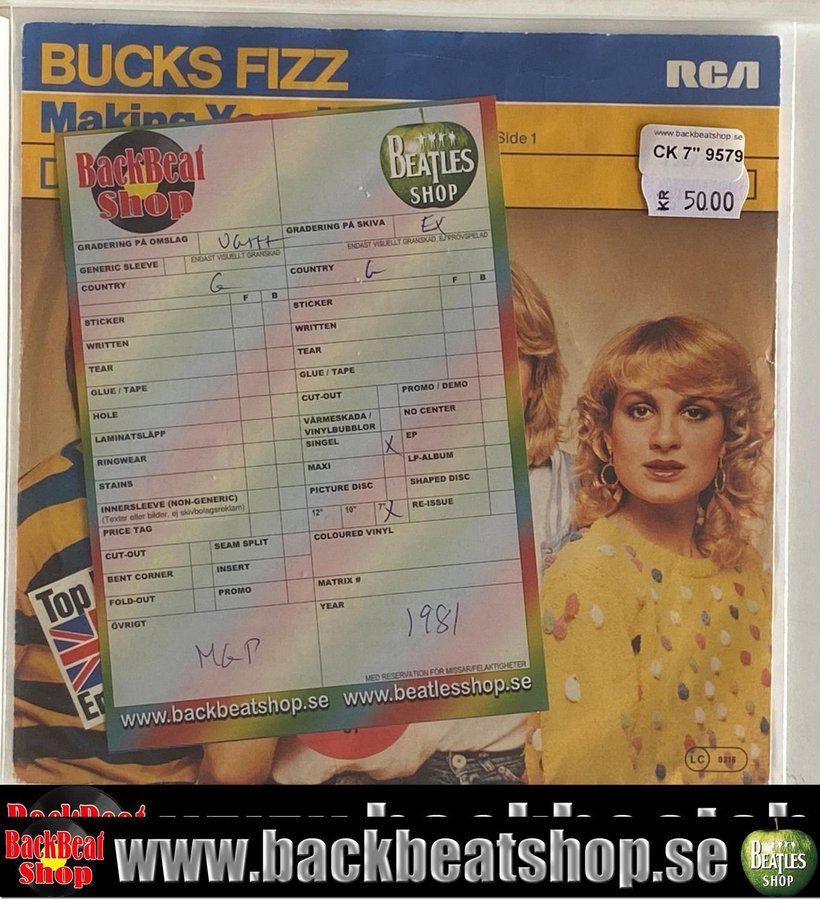 BUCKS FIZZ
RCA
Making
Side 1
www.backbeatshop.se
CK 7" 9579
KR 50.00
BackBeat Shop
BEATLES SHOP
GRADERING PÅ OMSLAG
ENDAST VISUELLT GRANSKAD
GENERIC SLEEVE
COUNTRY G
F B
STICKER
WRITTEN
TEAR
GLUE / TAPE
HOLE
LAMINATSLÄPP
RINGWEAR
STAINS
INNERSLEEVE (NON-GENERIC)
(Texter eller bilder, ej skivbolagsreklam)
PRICE TAG
CUT-OUT SEAM SPLIT
BENT CORNER INSERT
FOLD-OUT PROMO
ÖVRIGT
MGP
GRADERING PÅ SKIVA EX
ENDAST VISUELLT GRANSKAD, EJ PROVSPELAD
COUNTRY G
F B
STICKER
WRITTEN
TEAR
GLUE / TAPE
CUT-OUT PROMO / DEMO
VÄRMESKADA / VINYLBUBBLOR NO CENTER
SINGEL X EP
MAXI LP-ALBUM
PICTURE DISC SHAPED DISC
12" 10" X RE-ISSUE
COLOURED VINYL
MATRIX #
YEAR
1981
MED RESERVATION FÖR MISSAR/FELAKTIGHETER
www.backbeatshop.se www.beatlesshop.se
Top
LC 0316
BackBeat Shop
www.backbeatshop.se
BEATLES SHOP